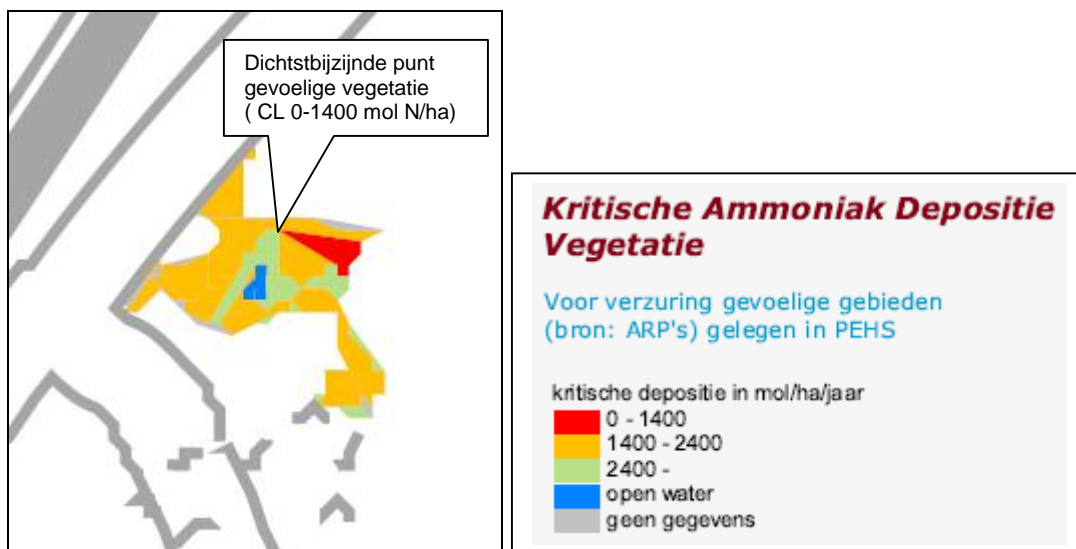 Dichtstbijzijnde punt
gevoelige vegetatie
( CL 0-1400 mol N/ha)
Kritische Ammoniak Depositie
Vegetatie
Voor verzuring gevoelige gebieden
(bron: ARP's) gelegen in PEHS
kritische depositie in mol/ha/jaar
0 - 1400
1400 - 2400
2400 -
open water
geen gegevens